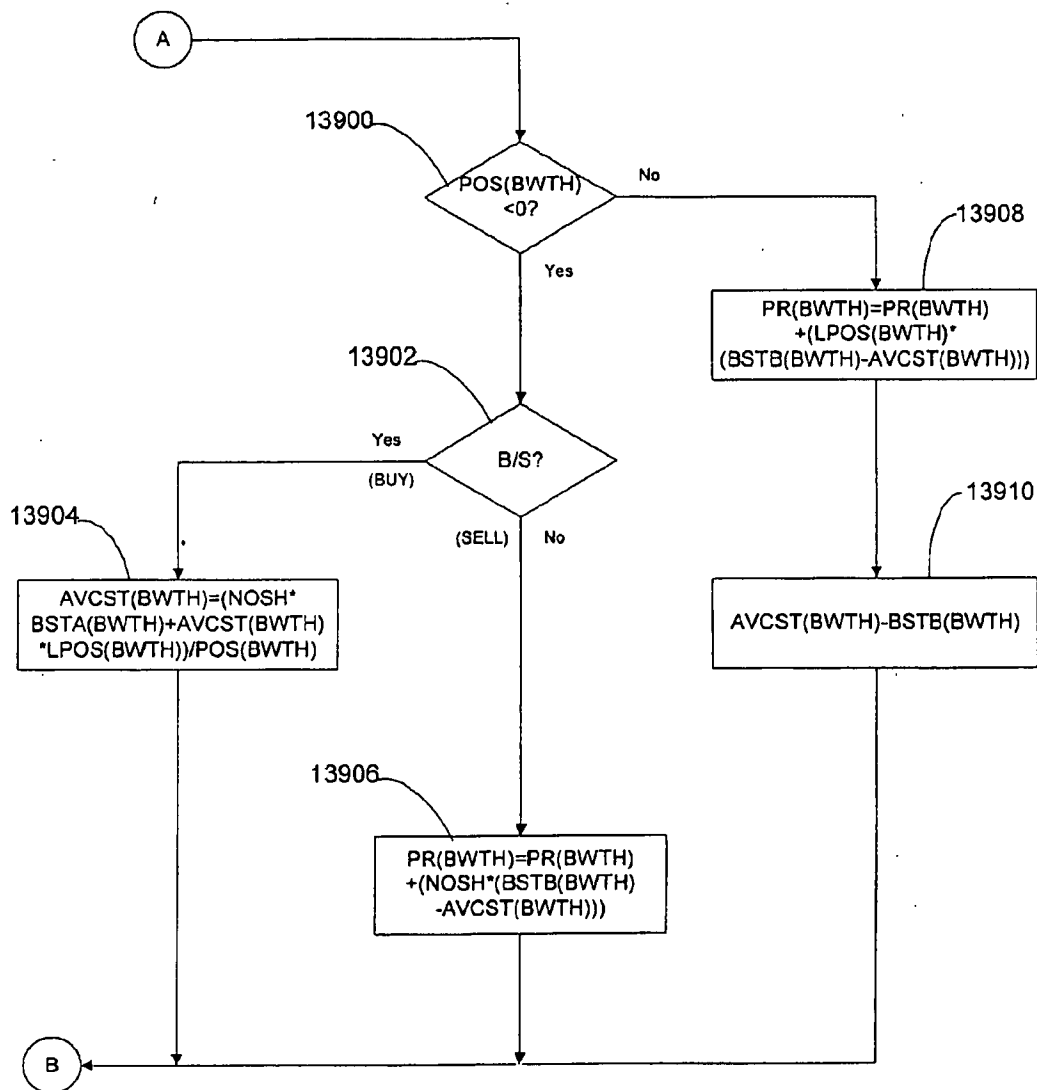 A
13900
POS(BWTH)
<0?
No
Yes
13908
PR(BWTH)=PR(BWTH)
+(LPOS(BWTH)*
(BSTB(BWTH)-AVCST(BWTH)))
13902
B/S?
Yes
(BUY)
(SELL) No
13904
AVCST(BWTH)=(NOSH*
BSTA(BWTH)+AVCST(BWTH)
*LPOS(BWTH))/POS(BWTH)
13910
AVCST(BWTH)-BSTB(BWTH)
13906
PR(BWTH)=PR(BWTH)
+(NOSH*(BSTB(BWTH)
-AVCST(BWTH)))
B